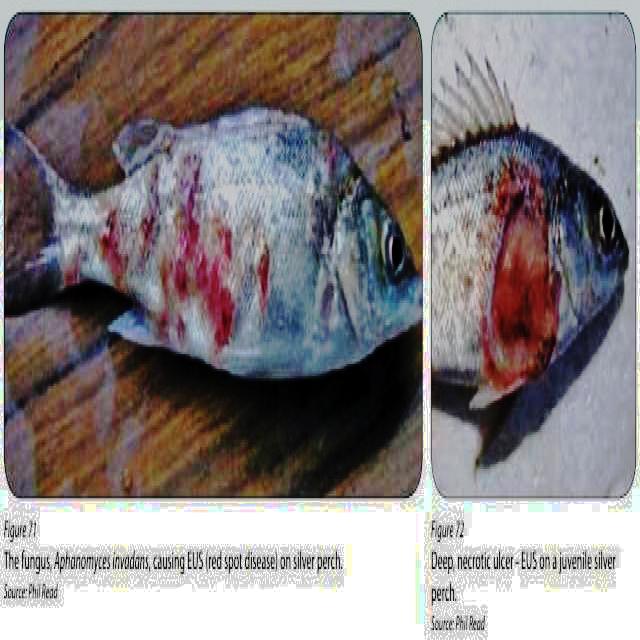 Figure 71
The fungus, Aphanomyces invadans, causing EUS (red spot disease) on silver perch.
Source: Phil Read
Figure 72
Deep, necrotic ulcer - EUS on a juvenile silver
perch.
Source: Phil Read